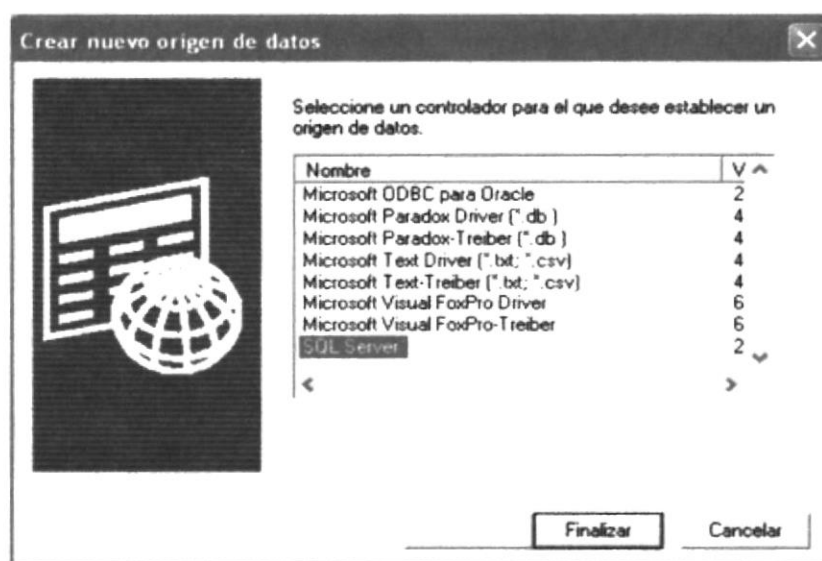 Crear nuevo origen de datos
Seleccione un controlador para el que desee establecer un
origen de datos.
Nombre V
Microsoft ODBC para Oracle 2
Microsoft Paradox Driver (*.db ) 4
Microsoft Paradox-Treiber (*.db ) 4
Microsoft Text Driver (*.txt; *.csv) 4
Microsoft Text-Treiber (*.txt; *.csv) 4
Microsoft Visual FoxPro Driver 6
Microsoft Visual FoxPro-Treiber 6
SQL Server 2
Finalizar Cancelar